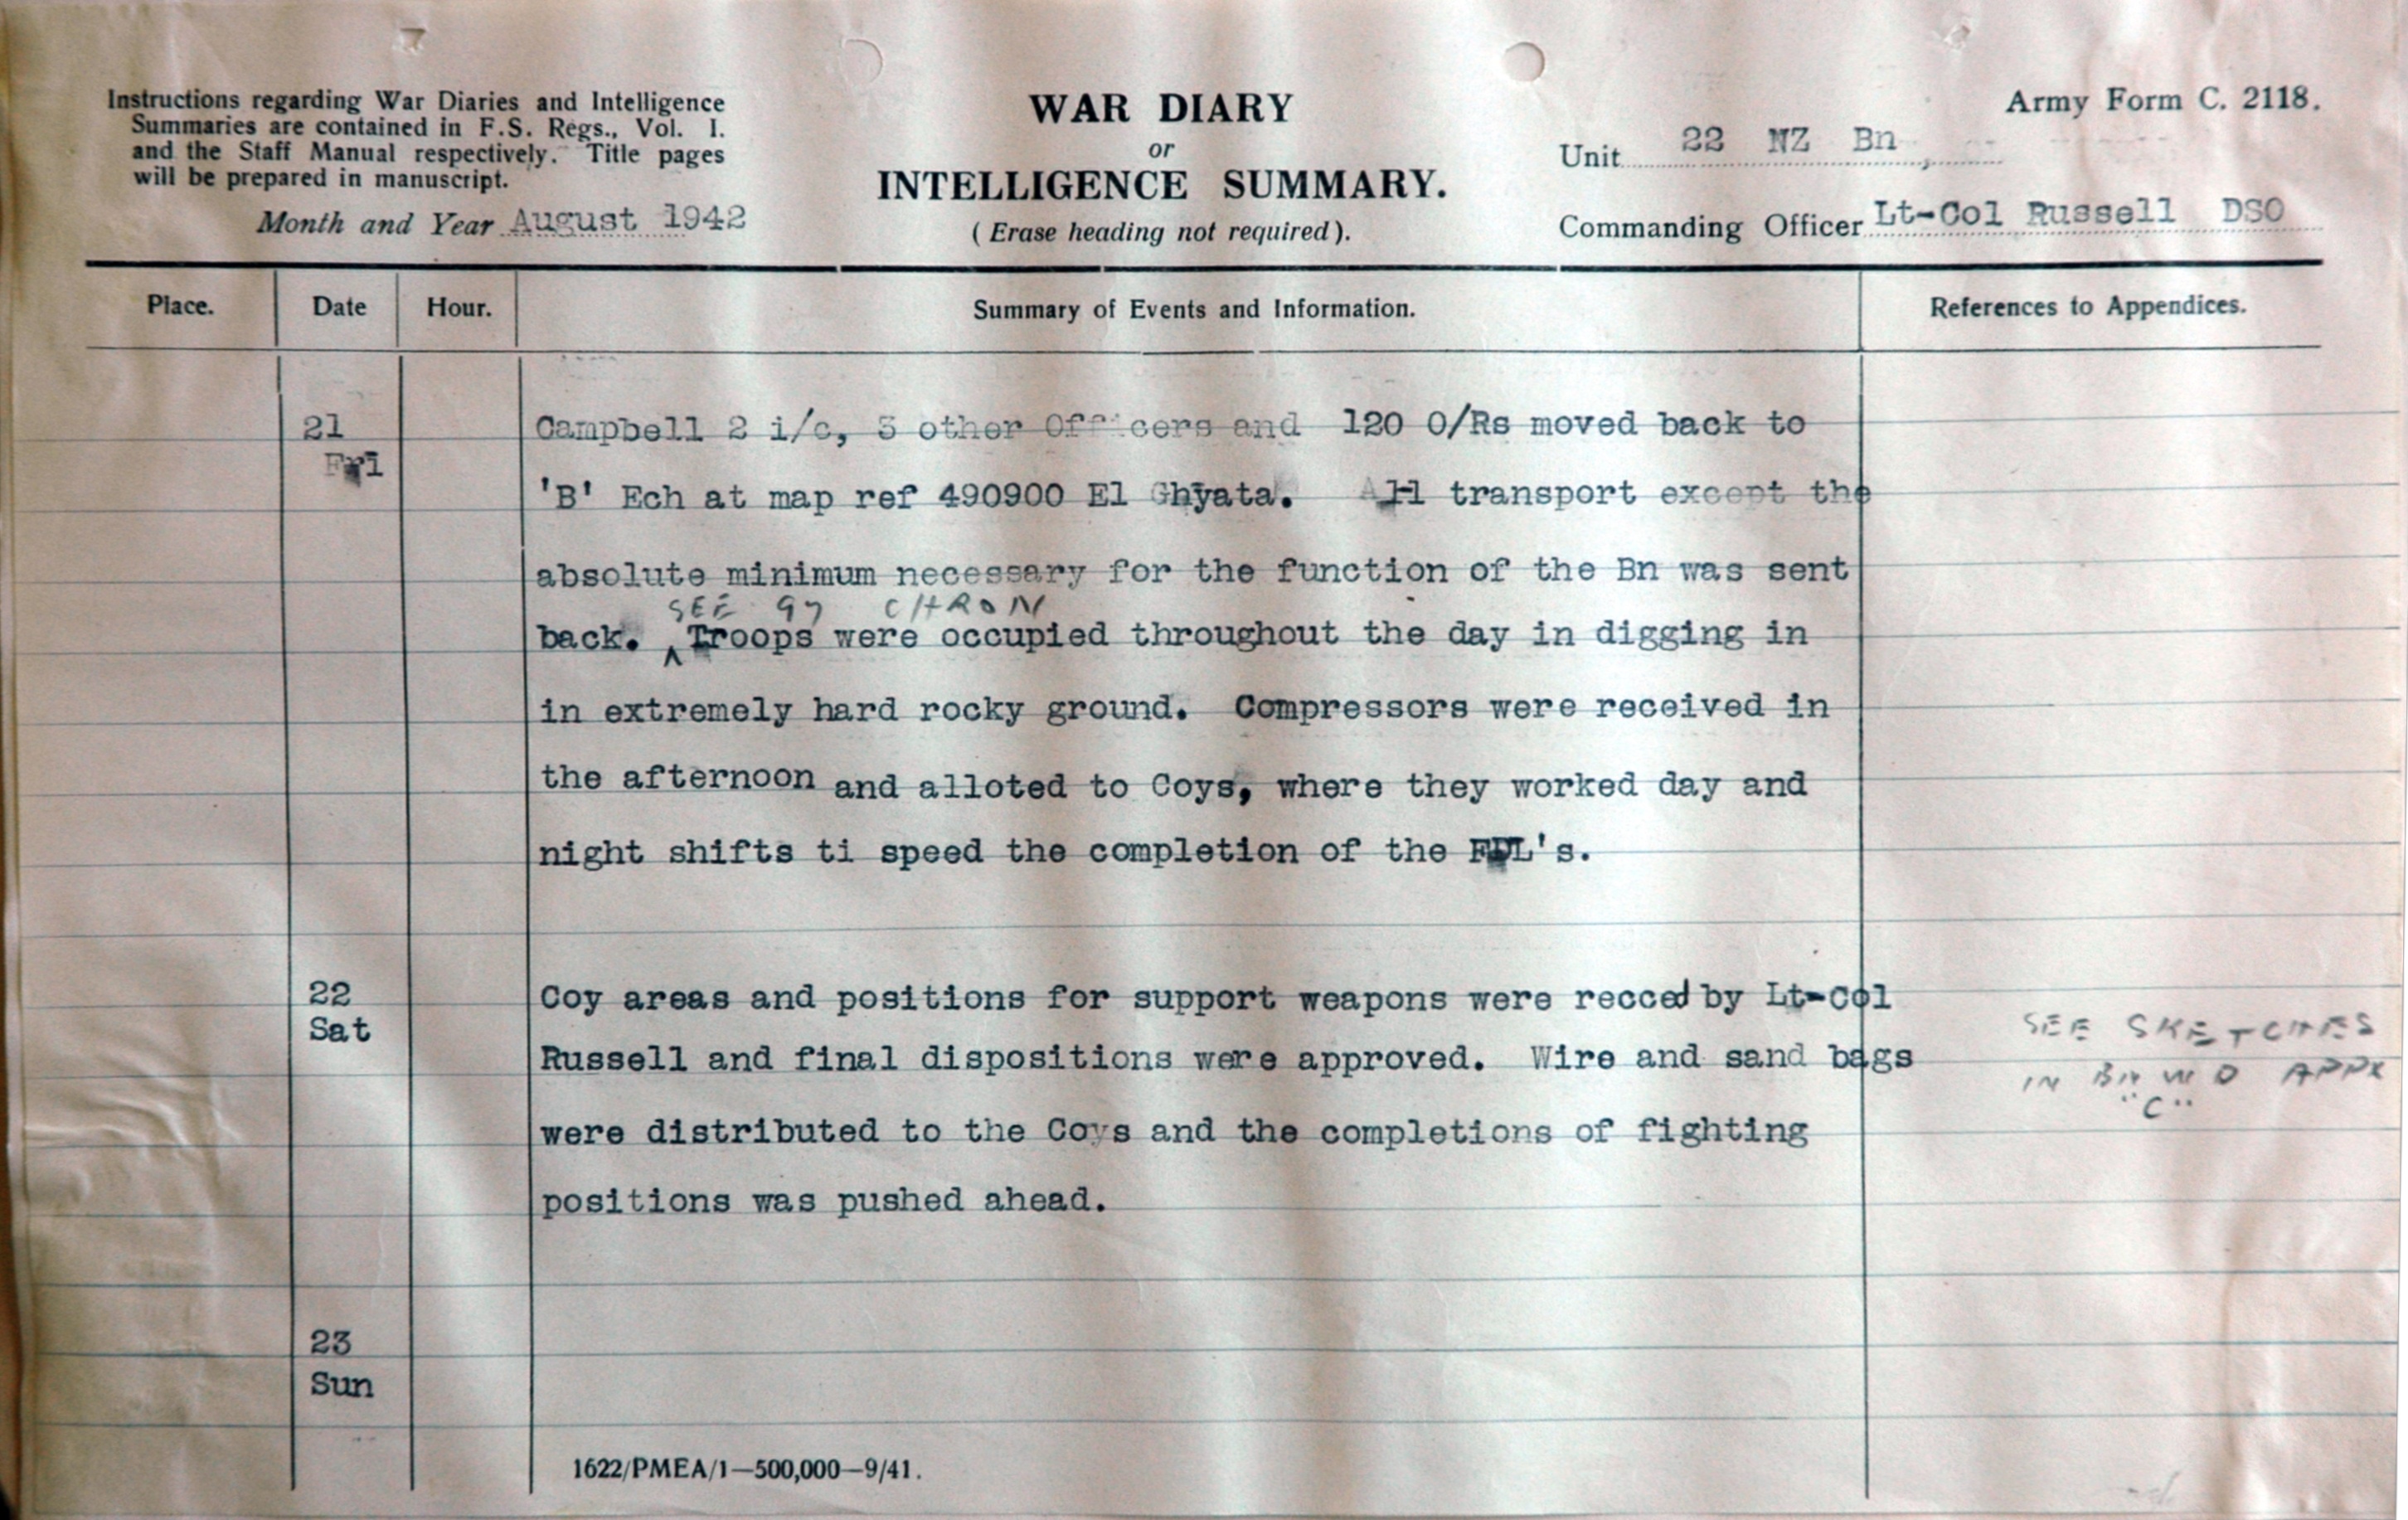 Instructions regarding War Diaries and Intelligence
Summaries are contained in F.S. Regs., Vol. I.
and the Staff Manual respectively. Title pages
will be prepared in manuscript.
Month and Year August 1942
WAR DIARY
or
INTELLIGENCE SUMMARY.
(Erase heading not required).
Army Form C. 2118.
Unit 22 NZ Bn
Commanding Officer Lt-Col Russell DSO
Place. Date Hour. Summary of Events and Information. References to Appendices.
21 Campbell 2 i/c, 5 other Officers and 120 O/Rs moved back to
Fri
'B' Ech at map ref 490900 El Ghyata. All transport except the
absolute minimum necessary for the function of the Bn was sent
SEE 97 CHRON
back. Troops were occupied throughout the day in digging in
in extremely hard rocky ground. Compressors were received in
the afternoon and alloted to Coys, where they worked day and
night shifts ti speed the completion of the FDL's.
22 Coy areas and positions for support weapons were recced by Lt-Col
Sat
Russell and final dispositions were approved. Wire and sand bags
were distributed to the Coys and the completions of fighting
positions was pushed ahead.
SEE SKETCHES
IN BN WD APPX
"C"
23
Sun
1622/PMEA/1—500,000—9/41.